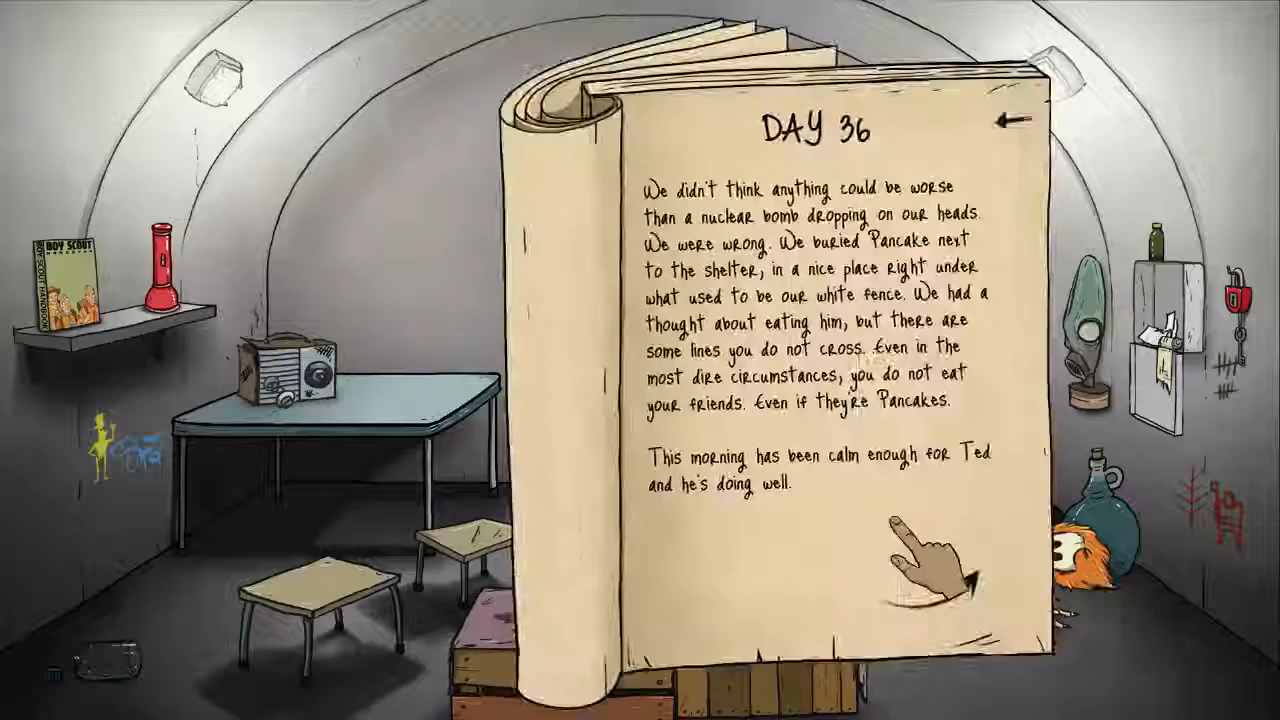 DAY 36
We didn't think anything could be worse
than a nuclear bomb dropping on our heads.
We were wrong. We buried Pancake next
to the shelter, in a nice place right under
what used to be our white fence. We had a
thought about eating him, but there are
some lines you do not cross. Even in the
most dire circumstances, you do not eat
your friends. Even if they're Pancakes.
This morning has been calm enough for Ted
and he's doing well.
BOY SCOUT
BOY SCOUT HANDBOOK